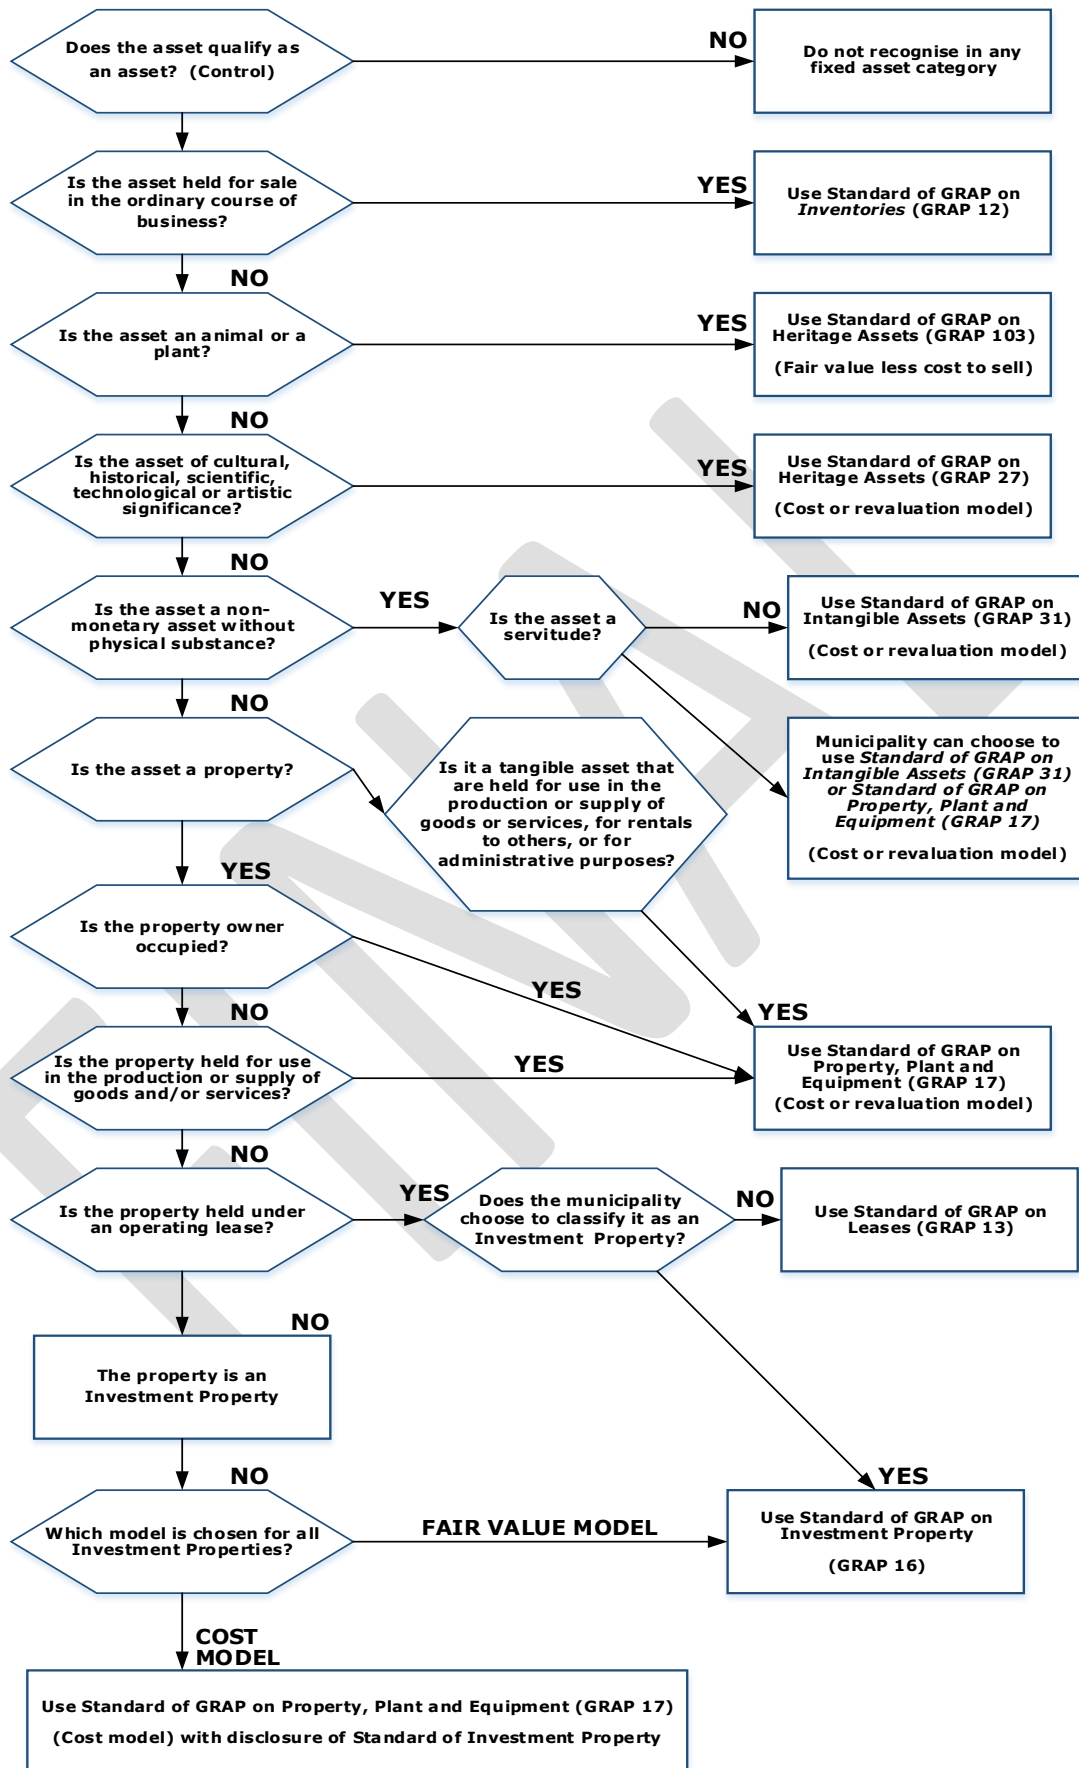 Does the asset qualify as
an asset? (Control)
NO
Do not recognise in any
fixed asset category
Is the asset held for sale
in the ordinary course of
business?
YES
Use Standard of GRAP on
Inventories (GRAP 12)
NO
Is the asset an animal or a
plant?
YES
Use Standard of GRAP on
Heritage Assets (GRAP 103)
(Fair value less cost to sell)
NO
Is the asset of cultural,
historical, scientific,
technological or artistic
significance?
YES
Use Standard of GRAP on
Heritage Assets (GRAP 27)
(Cost or revaluation model)
NO
Is the asset a non-
monetary asset without
physical substance?
YES
Is the asset a
servitude?
NO
Use Standard of GRAP on
Intangible Assets (GRAP 31)
(Cost or revaluation model)
NO
Is the asset a property?
Is it a tangible asset that
are held for use in the
production or supply of
goods or services, for rentals
to others, or for
administrative purposes?
Municipality can choose to
use Standard of GRAP on
Intangible Assets (GRAP 31)
or Standard of GRAP on
Property, Plant and
Equipment (GRAP 17)
(Cost or revaluation model)
YES
Is the property owner
occupied?
YES
YES
NO
Is the property held for use
in the production or supply of
goods and/or services?
YES
Use Standard of GRAP on
Property, Plant and
Equipment (GRAP 17)
(Cost or revaluation model)
NO
Is the property held under
an operating lease?
YES
Does the municipality
choose to classify it as an
Investment Property?
NO
Use Standard of GRAP on
Leases (GRAP 13)
NO
The property is an
Investment Property
NO
YES
Which model is chosen for all
Investment Properties?
FAIR VALUE MODEL
Use Standard of GRAP on
Investment Property
(GRAP 16)
COST
MODEL
Use Standard of GRAP on Property, Plant and Equipment (GRAP 17)
(Cost model) with disclosure of Standard of Investment Property
FINAL